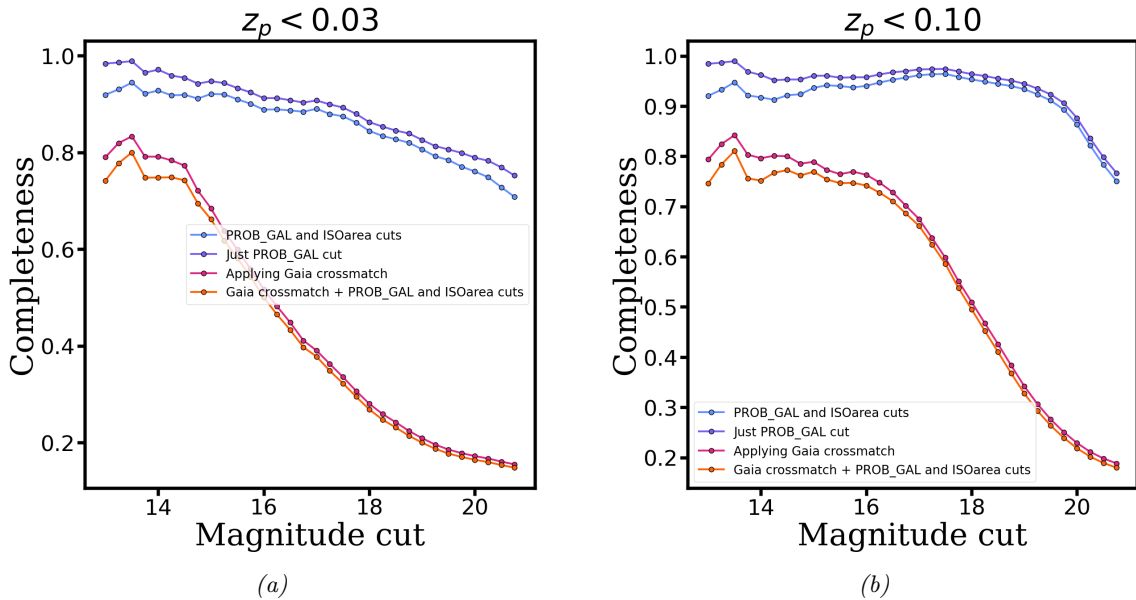 z_p < 0.03
Completeness
1.0
0.8
0.6
0.4
0.2
PROB_GAL and ISOarea cuts
Just PROB_GAL cut
Applying Gaia crossmatch
Gaia crossmatch + PROB_GAL and ISOarea cuts
14 16 18 20
Magnitude cut
(a)
z_p < 0.10
Completeness
1.0
0.9
0.8
0.7
0.6
0.5
0.4
0.3
0.2
PROB_GAL and ISOarea cuts
Just PROB_GAL cut
Applying Gaia crossmatch
Gaia crossmatch + PROB_GAL and ISOarea cuts
14 16 18 20
Magnitude cut
(b)